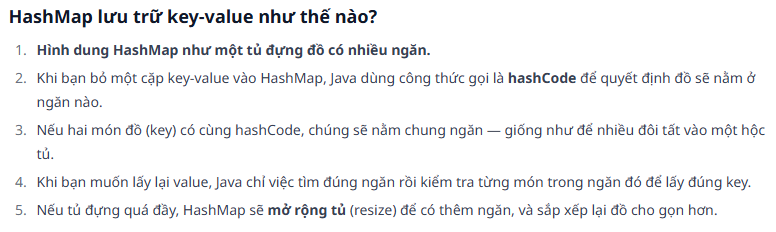 HashMap lưu trữ key-value như thế nào?
1. Hình dung HashMap như một tủ đựng đồ có nhiều ngăn.
2. Khi bạn bỏ một cặp key-value vào HashMap, Java dùng công thức gọi là hashCode để quyết định đồ sẽ nằm ở
ngăn nào.
3. Nếu hai món đồ (key) có cùng hashCode, chúng sẽ nằm chung ngăn — giống như để nhiều đôi tất vào một hộc
tủ.
4. Khi bạn muốn lấy lại value, Java chỉ việc tìm đúng ngăn rồi kiểm tra từng món trong ngăn đó để lấy đúng key.
5. Nếu tủ đựng quá đầy, HashMap sẽ mở rộng tủ (resize) để có thêm ngăn, và sắp xếp lại đồ cho gọn hơn.